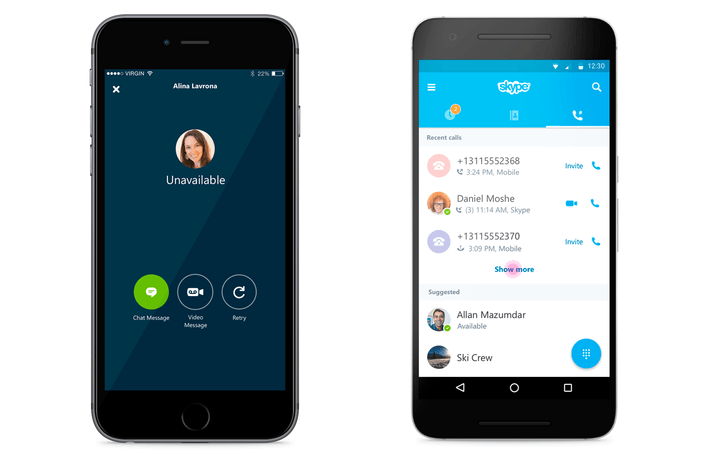 VIRGIN
22%
Alina Lavrona
Unavailable
Chat Message
Video
Message
Retry
12:30
skype
Recent calls
+13115552368
3:24 PM, Mobile
Invite
Daniel Moshe
(3) 11:14 AM, Skype
+13115552370
3:09 PM, Mobile
Invite
Show more
Suggested
Allan Mazumdar
Available
Ski Crew